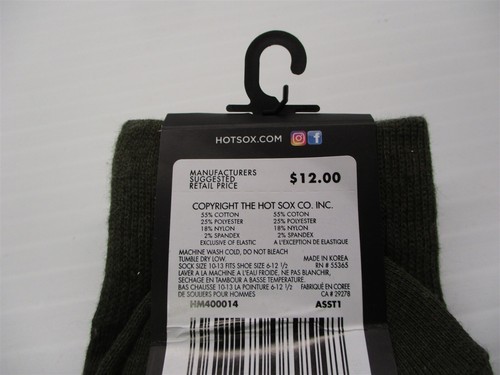 HOTSOX.COM
MANUFACTURERS
SUGGESTED
RETAIL PRICE
$12.00
COPYRIGHT THE HOT SOX CO. INC.
55% COTTON 55% COTON
25% POLYESTER 25% POLYESTER
18% NYLON 18% NYLON
2% SPANDEX 2% SPANDEX
EXCLUSIVE OF ELASTIC A L'EXCEPTION DE ELASTIQUE
MACHINE WASH COLD, DO NOT BLEACH
TUMBLE DRY LOW. MADE IN KOREA
SOCK SIZE 10-13 FITS SHOE SIZE 6-12 1/2 RN # 55365
LAVER A LA MACHINE A L'EAU FROIDE, NE PAS BLANCHIR,
SECHAGE EN TAMBOUR A BASSE TEMPERATURE.
BAS CHAUSSE 10-13 LA POINTURE 6-12 1/2 FABRIQUÉ EN COREE
DE SOULIERS POUR HOMMES CA # 29278
HM400014 ASST1